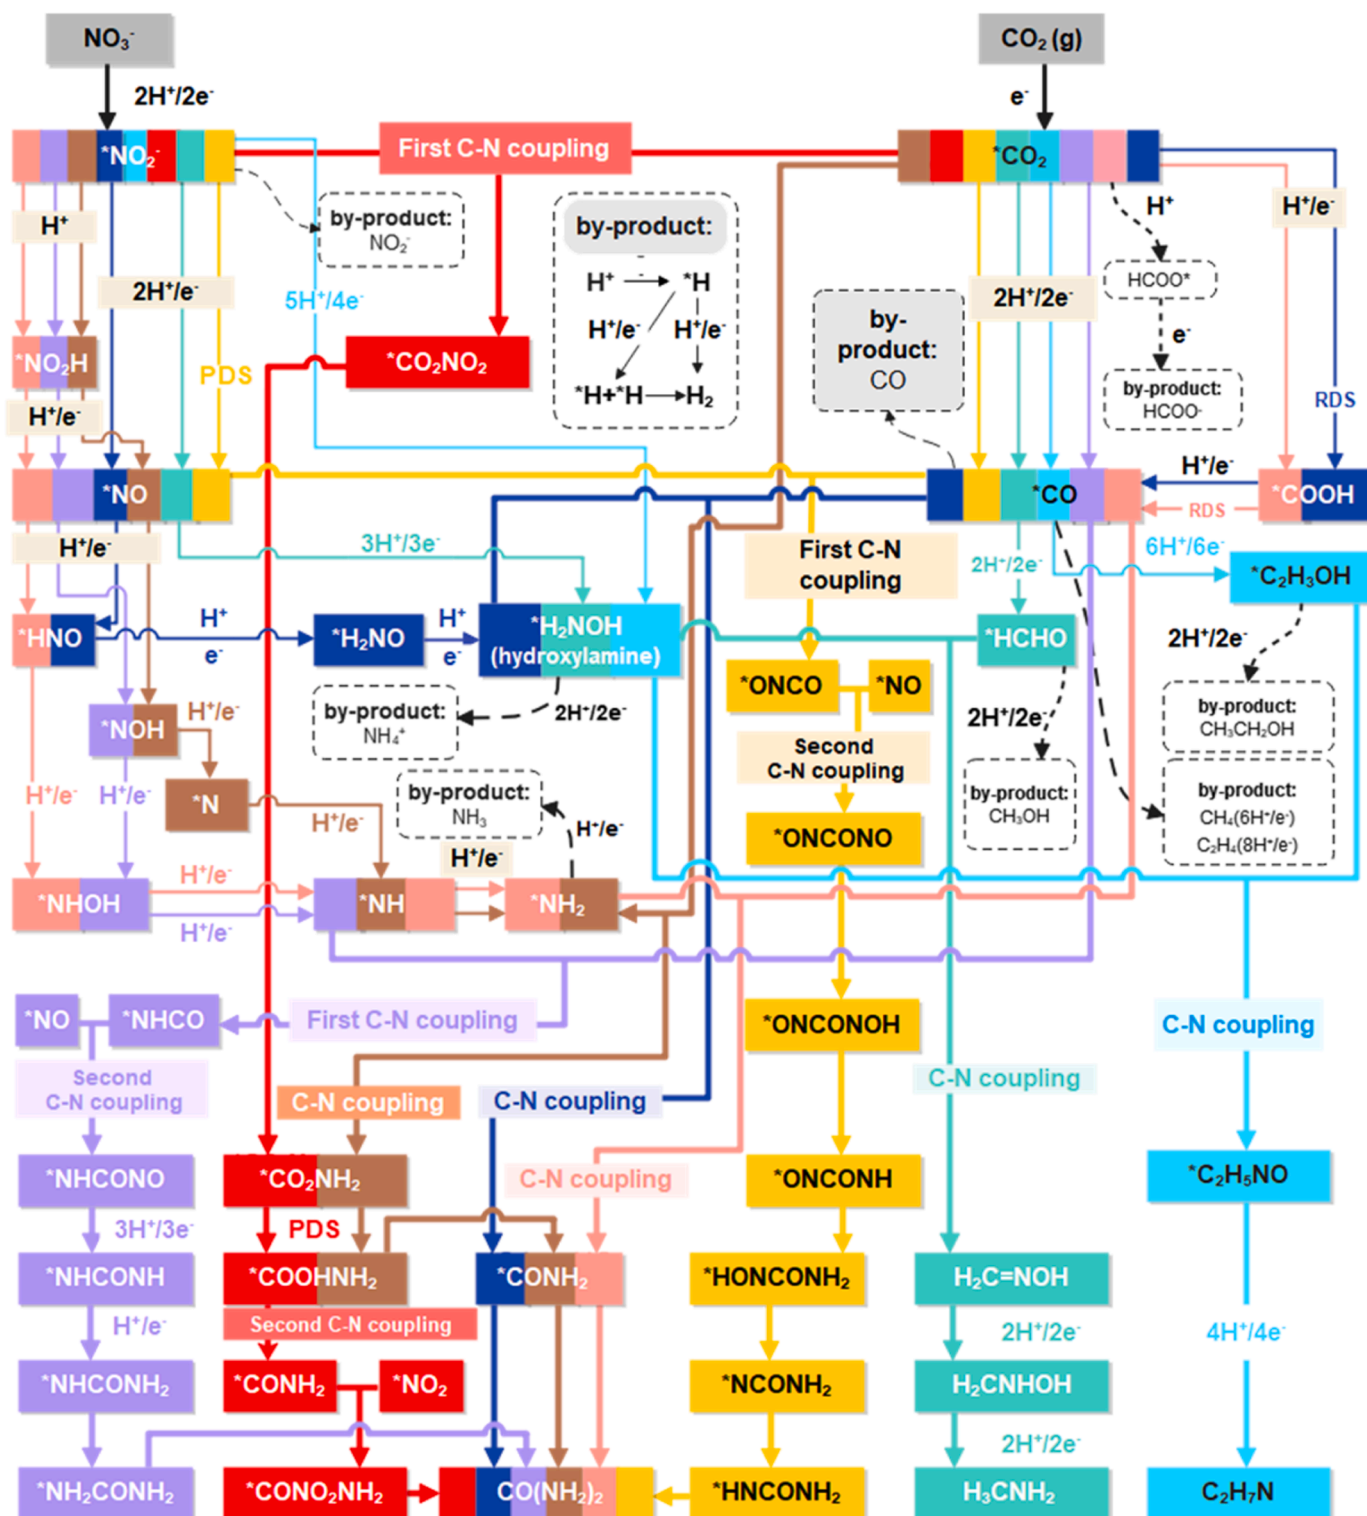 NO₃⁻
CO₂ (g)
2H⁺/2e⁻
e⁻
*NO₂⁻
First C-N coupling
*CO₂
H⁺
by-product:
NO₂⁻
by-product:
H⁺
*H
H⁺/e⁻
H⁺/e⁻
*H+*H
H₂
H⁺
H⁺/e⁻
HCOO*
2H⁺/e⁻
5H⁺/4e⁻
2H⁺/2e⁻
by-
product:
CO
e⁻
*NO₂H
PDS
*CO₂NO₂
by-product:
HCOO⁻
RDS
H⁺/e⁻
*NO
*CO
H⁺/e⁻
RDS
*COOH
H⁺/e⁻
3H⁺/3e⁻
First C-N
coupling
2H⁺/2e⁻
6H⁺/6e⁻
*C₂H₃OH
*HNO
H⁺
e⁻
*H₂NO
H⁺
e⁻
*H₂NOH
(hydroxylamine)
*HCHO
2H⁺/2e⁻
*ONCO
*NO
by-product:
NH₄⁺
2H⁺/2e⁻
*NOH
H⁺/e⁻
2H⁺/2e⁻
by-product:
CH₃CH₂OH
Second
C-N coupling
H⁺/e⁻
H⁺/e⁻
*N
H⁺/e⁻
by-product:
NH₃
H⁺/e⁻
by-product:
CH₃OH
by-product:
CH₄(6H⁺/e⁻)
C₂H₄(8H⁺/e⁻)
*ONCONO
H⁺/e⁻
*NHOH
H⁺/e⁻
H⁺/e⁻
*NH
*NH₂
*NO
*NHCO
First C-N coupling
*ONCONOH
C-N coupling
Second
C-N coupling
C-N coupling
C-N coupling
C-N coupling
*NHCONO
*CO₂NH₂
C-N coupling
*ONCONH
*C₂H₅NO
3H⁺/3e⁻
PDS
*NHCONH
*COOHNH₂
*CONH₂
*HONCONH₂
H₂C=NOH
H⁺/e⁻
Second C-N coupling
2H⁺/2e⁻
4H⁺/4e⁻
*NHCONH₂
*CONH₂
*NO₂
*NCONH₂
H₂CNHOH
2H⁺/2e⁻
*NH₂CONH₂
*CONO₂NH₂
CO(NH₂)₂
*HNCONH₂
H₃CNH₂
C₂H₇N